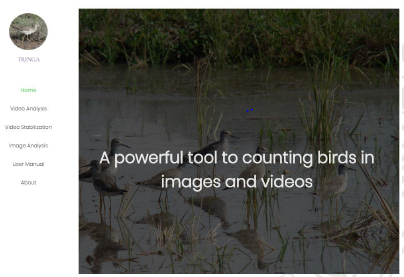 TRINGA
Home
Video Analysis
Video Stabilization
Image Analysis
User Manual
About
A powerful tool to counting birds in
images and videos